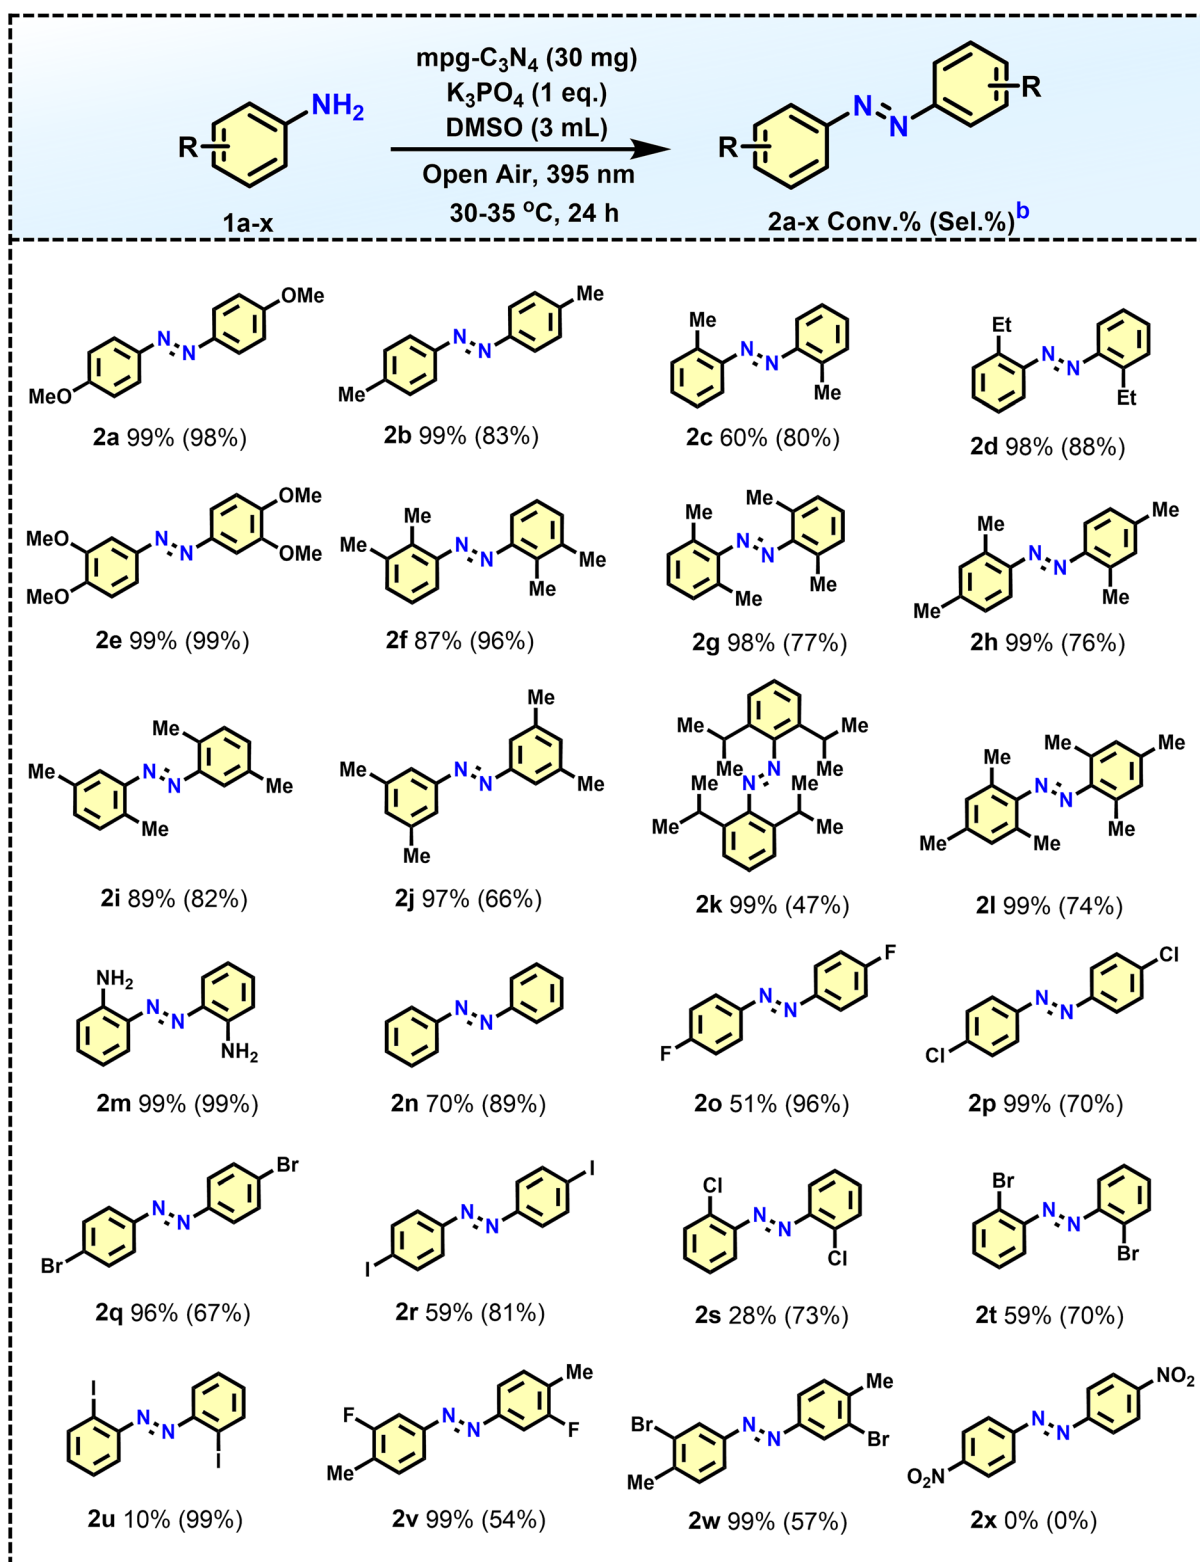 mpg-C₃N₄ (30 mg)
K₃PO₄ (1 eq.)
DMSO (3 mL)
Open Air, 395 nm
30-35 °C, 24 h
R NH₂
1a-x
R N N R
2a-x Conv.% (Sel.%)ᵇ
MeO N N OMe
2a 99% (98%)
Me N N Me
2b 99% (83%)
Me N N Me
2c 60% (80%)
Et N N Et
2d 98% (88%)
MeO MeO N N OMe OMe
2e 99% (99%)
Me Me N N Me Me
2f 87% (96%)
Me Me N N Me Me
2g 98% (77%)
Me Me N N Me Me
2h 99% (76%)
Me Me N N Me Me
2i 89% (82%)
Me Me N N Me Me
2j 97% (66%)
Me Me Me Me N N Me Me Me Me
2k 99% (47%)
Me Me Me N N Me Me Me
2l 99% (74%)
NH₂ N N NH₂
2m 99% (99%)
N N
2n 70% (89%)
F N N F
2o 51% (96%)
Cl N N Cl
2p 99% (70%)
Br N N Br
2q 96% (67%)
I N N I
2r 59% (81%)
Cl N N Cl
2s 28% (73%)
Br N N Br
2t 59% (70%)
I N N I
2u 10% (99%)
F Me N N Me F
2v 99% (54%)
Br Me N N Me Br
2w 99% (57%)
O₂N N N NO₂
2x 0% (0%)